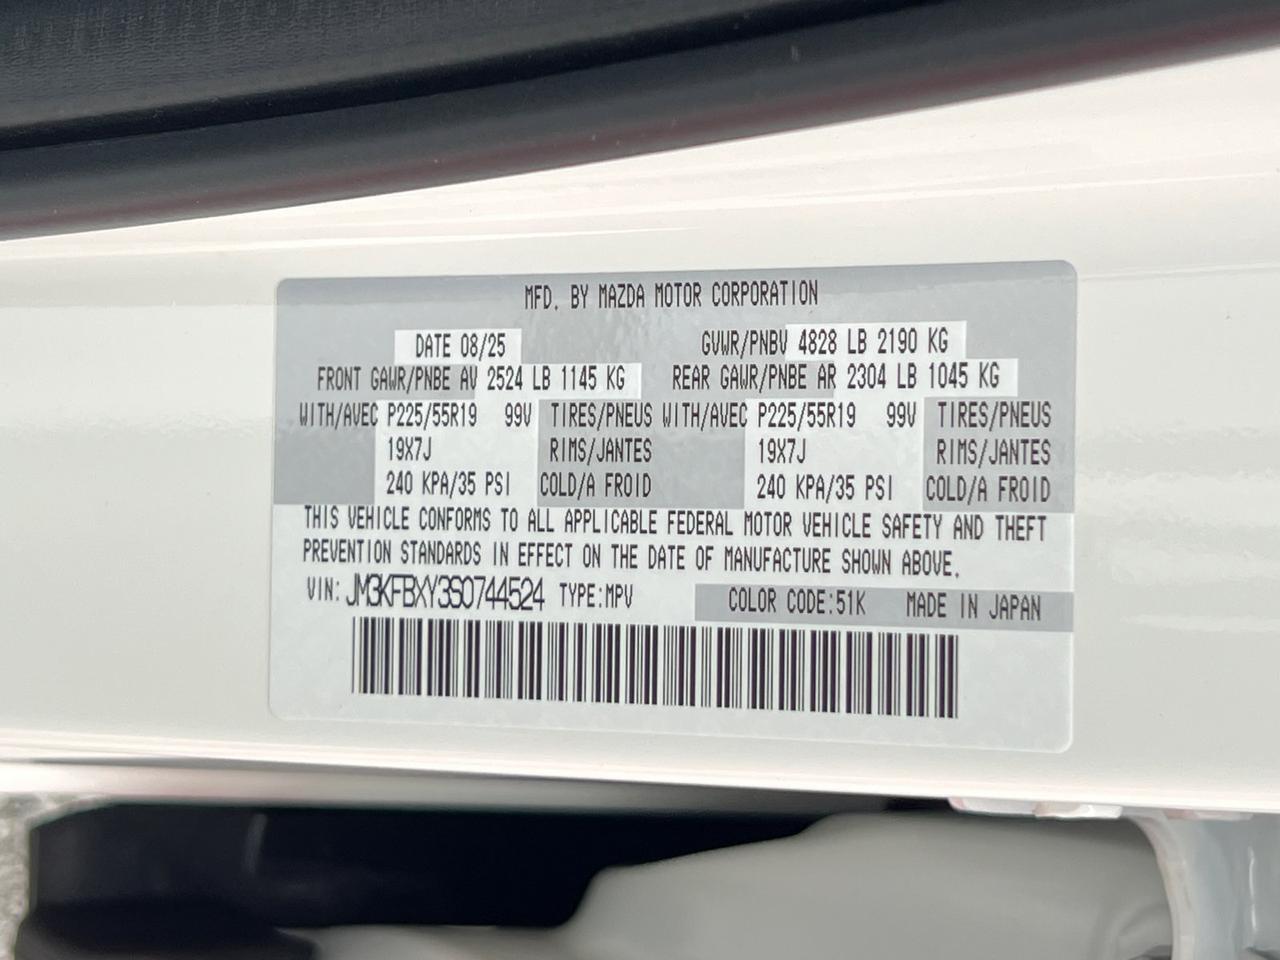 MFD. BY MAZDA MOTOR CORPORATION
DATE 08/25 GVWR/PNBV 4828 LB 2190 KG
FRONT GAWR/PNBE AV 2524 LB 1145 KG REAR GAWR/PNBE AR 2304 LB 1045 KG
WITH/AVEC P225/55R19 99V TIRES/PNEUS WITH/AVEC P225/55R19 99V TIRES/PNEUS
19X7J RIMS/JANTES 19X7J RIMS/JANTES
240 KPA/35 PSI COLD/A FROID 240 KPA/35 PSI COLD/A FROID
THIS VEHICLE CONFORMS TO ALL APPLICABLE FEDERAL MOTOR VEHICLE SAFETY AND THEFT
PREVENTION STANDARDS IN EFFECT ON THE DATE OF MANUFACTURE SHOWN ABOVE.
VIN: JM3KFBXY3S0744524 TYPE:MPV COLOR CODE:51K MADE IN JAPAN